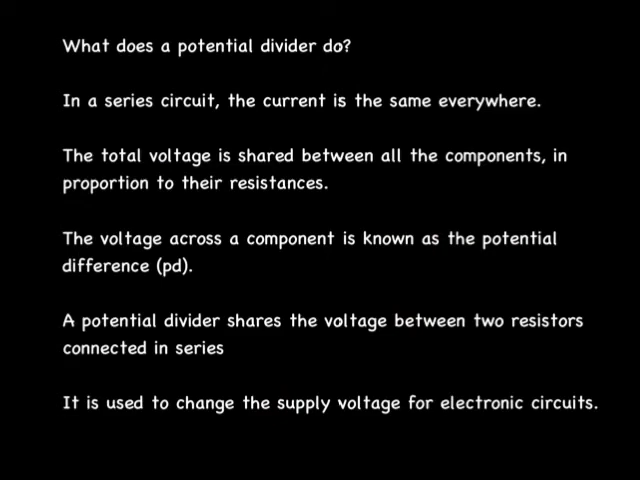 What does a potential divider do?
In a series circuit, the current is the same everywhere.
The total voltage is shared between all the components, in
proportion to their resistances.
The voltage across a component is known as the potential
difference (pd).
A potential divider shares the voltage between two resistors
connected in series
It is used to change the supply voltage for electronic circuits.